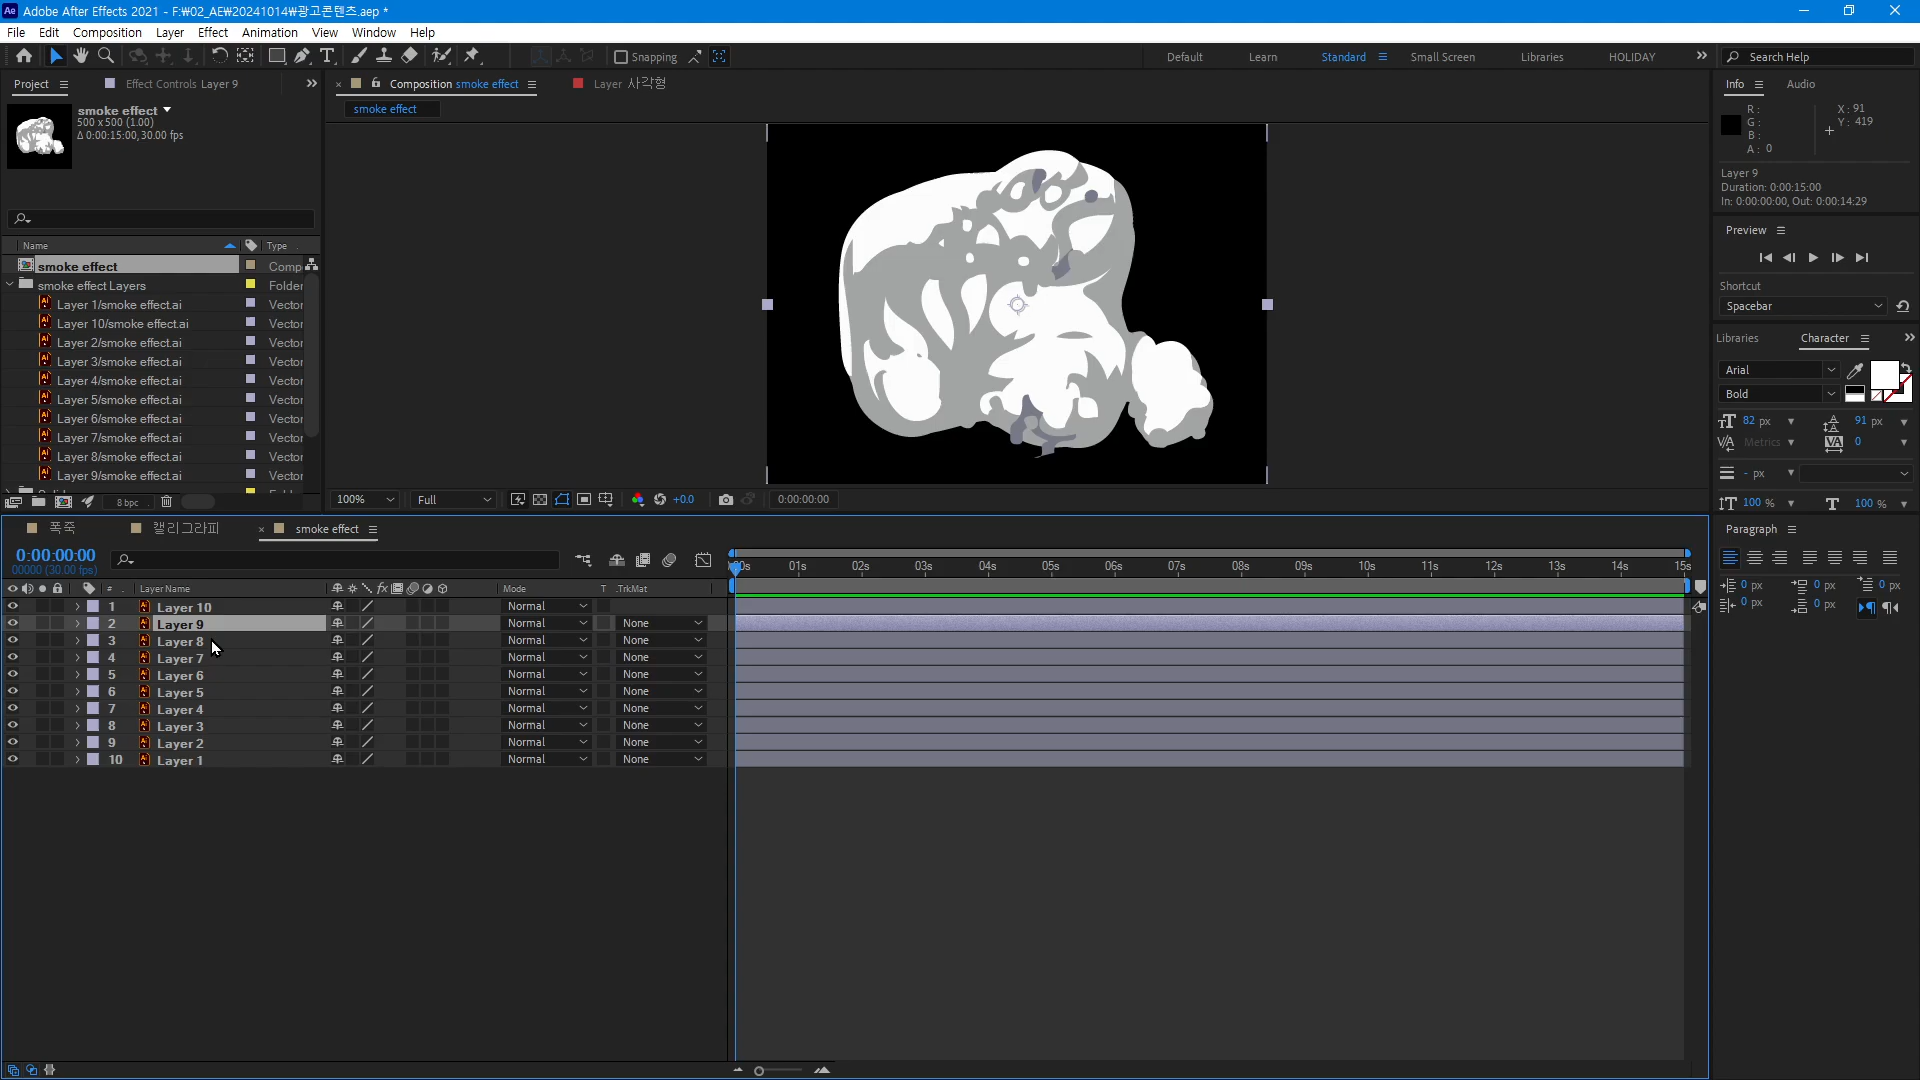 Adobe After Effects 2021 - F:₩02_AE₩20241014₩광고콘텐츠.aep *
File Edit Composition Layer Effect Animation View Window Help
Snapping Default Learn Standard Small Screen Libraries HOLIDAY Search Help
Project Effect Controls Layer 9
smoke effect
500 x 500 (1.00)
Δ 0:00:15:00, 30.00 fps
Name Type
smoke effect Comp
smoke effect Layers Folder
Layer 1/smoke effect.ai Vector
Layer 10/smoke effect.ai Vector
Layer 2/smoke effect.ai Vector
Layer 3/smoke effect.ai Vector
Layer 4/smoke effect.ai Vector
Layer 5/smoke effect.ai Vector
Layer 6/smoke effect.ai Vector
Layer 7/smoke effect.ai Vector
Layer 8/smoke effect.ai Vector
Layer 9/smoke effect.ai Vector
8 bpc
Composition smoke effect Layer 사각형
smoke effect
100% Full +0.0 0:00:00:00
Info Audio
R:
G:
B:
A: 0
X: 91
Y: 419
Layer 9
Duration: 0:00:15:00
In: 0:00:00:00, Out: 0:00:14:29
Preview
Shortcut
Spacebar
Libraries Character
Arial
Bold
82 px 91 px
Metrics 0
- px
100 % 100 %
Paragraph
0 px 0 px 0 px
0 px 0 px
폭죽 캘리그라피 smoke effect
0:00:00:00
00000 (30.00 fps)
# Layer Name Mode T .TrkMat
1 Layer 10 Normal
2 Layer 9 Normal None
3 Layer 8 Normal None
4 Layer 7 Normal None
5 Layer 6 Normal None
6 Layer 5 Normal None
7 Layer 4 Normal None
8 Layer 3 Normal None
9 Layer 2 Normal None
10 Layer 1 Normal None
01s 02s 03s 04s 05s 06s 07s 08s 09s 10s 11s 12s 13s 14s 15s